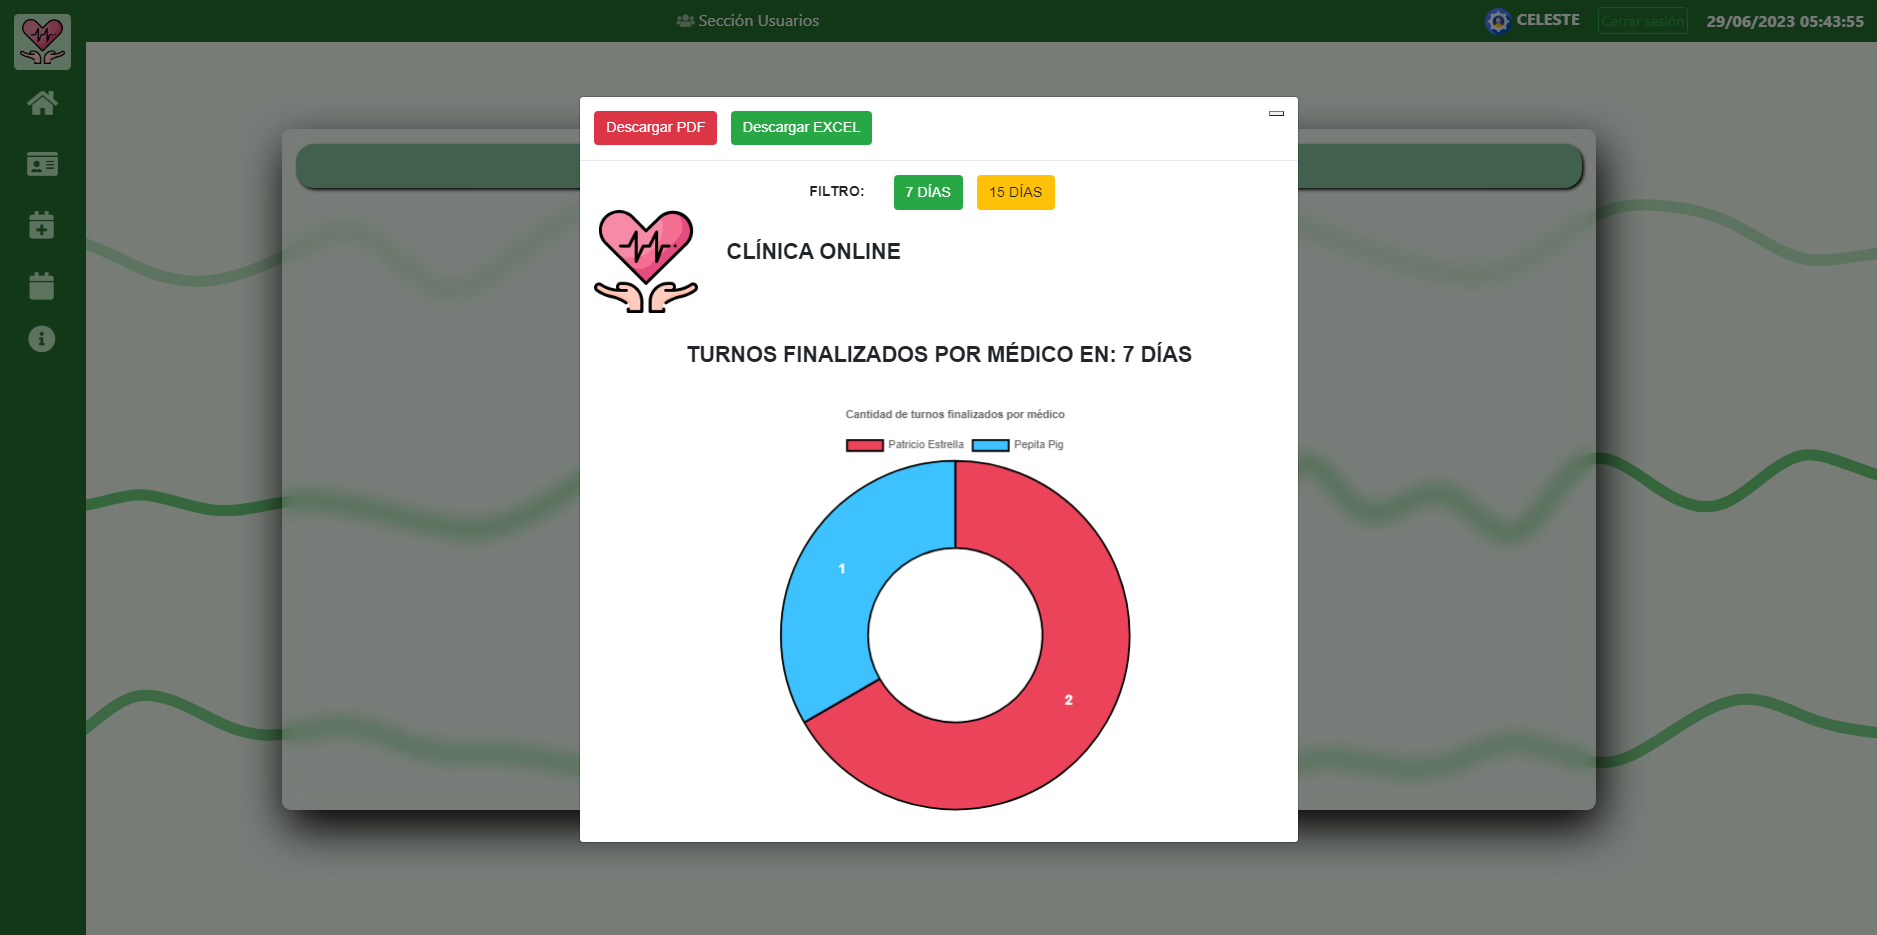 Sección Usuarios
CELESTE
Cerrar sesión
29/06/2023 05:43:55
Descargar PDF
Descargar EXCEL
FILTRO:
7 DÍAS
15 DÍAS
CLÍNICA ONLINE
TURNOS FINALIZADOS POR MÉDICO EN: 7 DÍAS
Cantidad de turnos finalizados por médico
Patricio Estrella
Pepita Pig
1
2